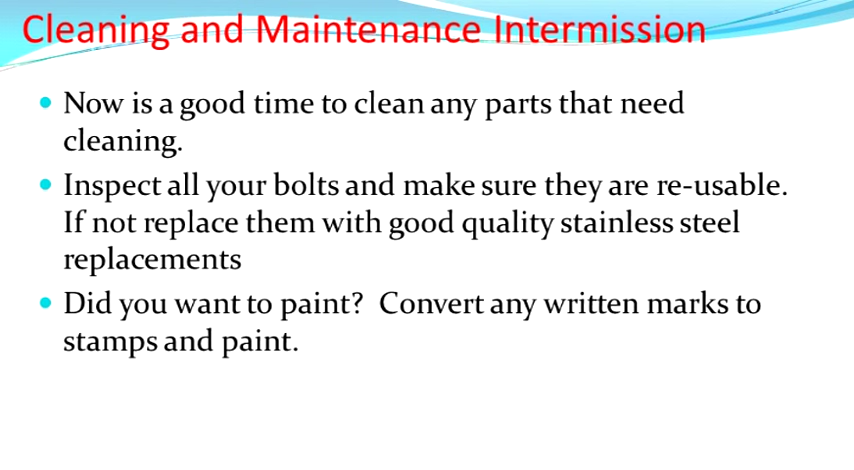 Cleaning and Maintenance Intermission
Now is a good time to clean any parts that need
cleaning.
Inspect all your bolts and make sure they are re-usable.
If not replace them with good quality stainless steel
replacements
Did you want to paint?  Convert any written marks to
stamps and paint.